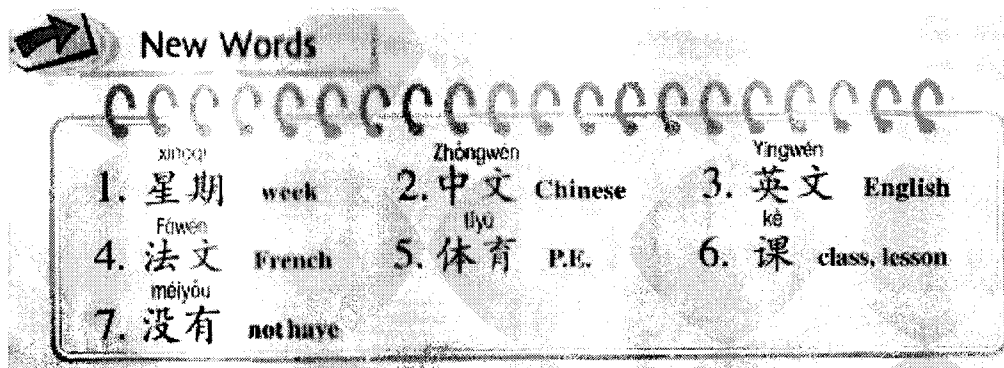 New Words
xīngqī Zhōngwén Yīngwén
1. 星期 week 2. 中文 Chinese 3. 英文 English
Fǎwén tǐyù kè
4. 法文 French 5. 体育 P.E. 6. 课 class, lesson
méiyǒu
7. 没有 not have